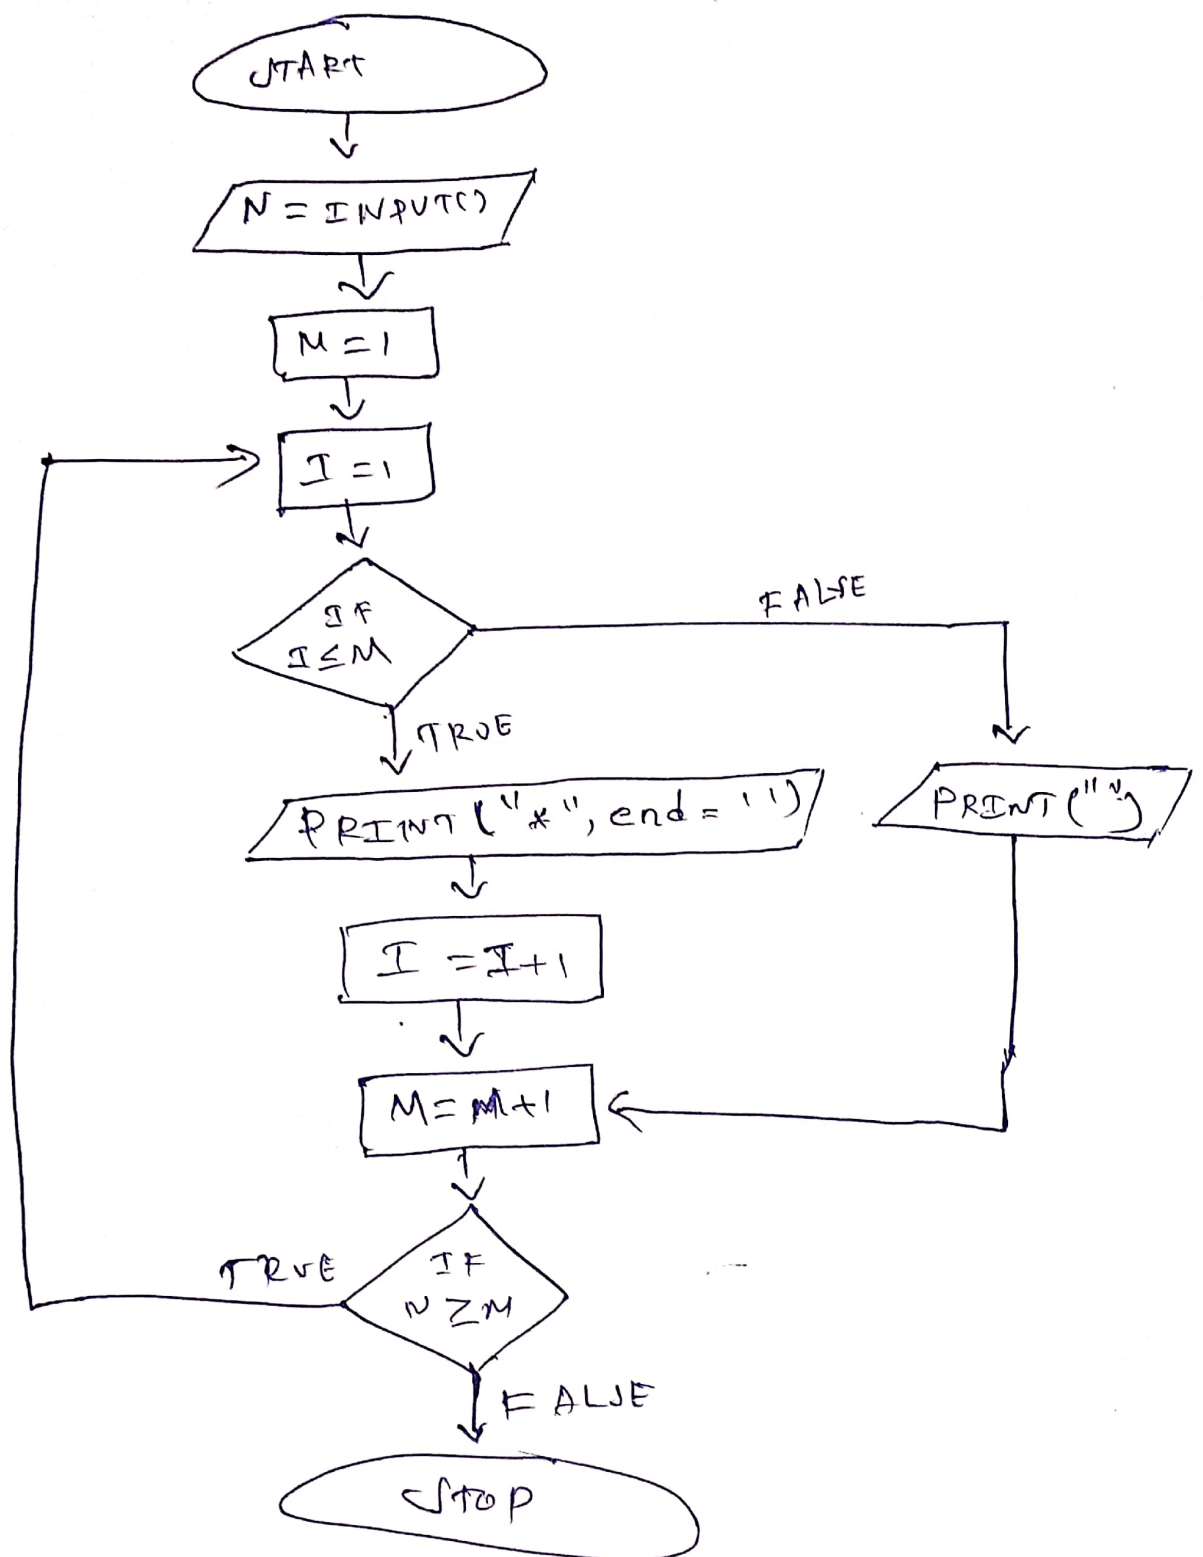 START
N = INPUT()
M = 1
I = 1
IF
I ≤ M
FALSE
TRUE
PRINT("*", end = ' ')
PRINT(" ")
I = I+1
M = M+1
TRUE
IF
N ≥ M
FALSE
STOP